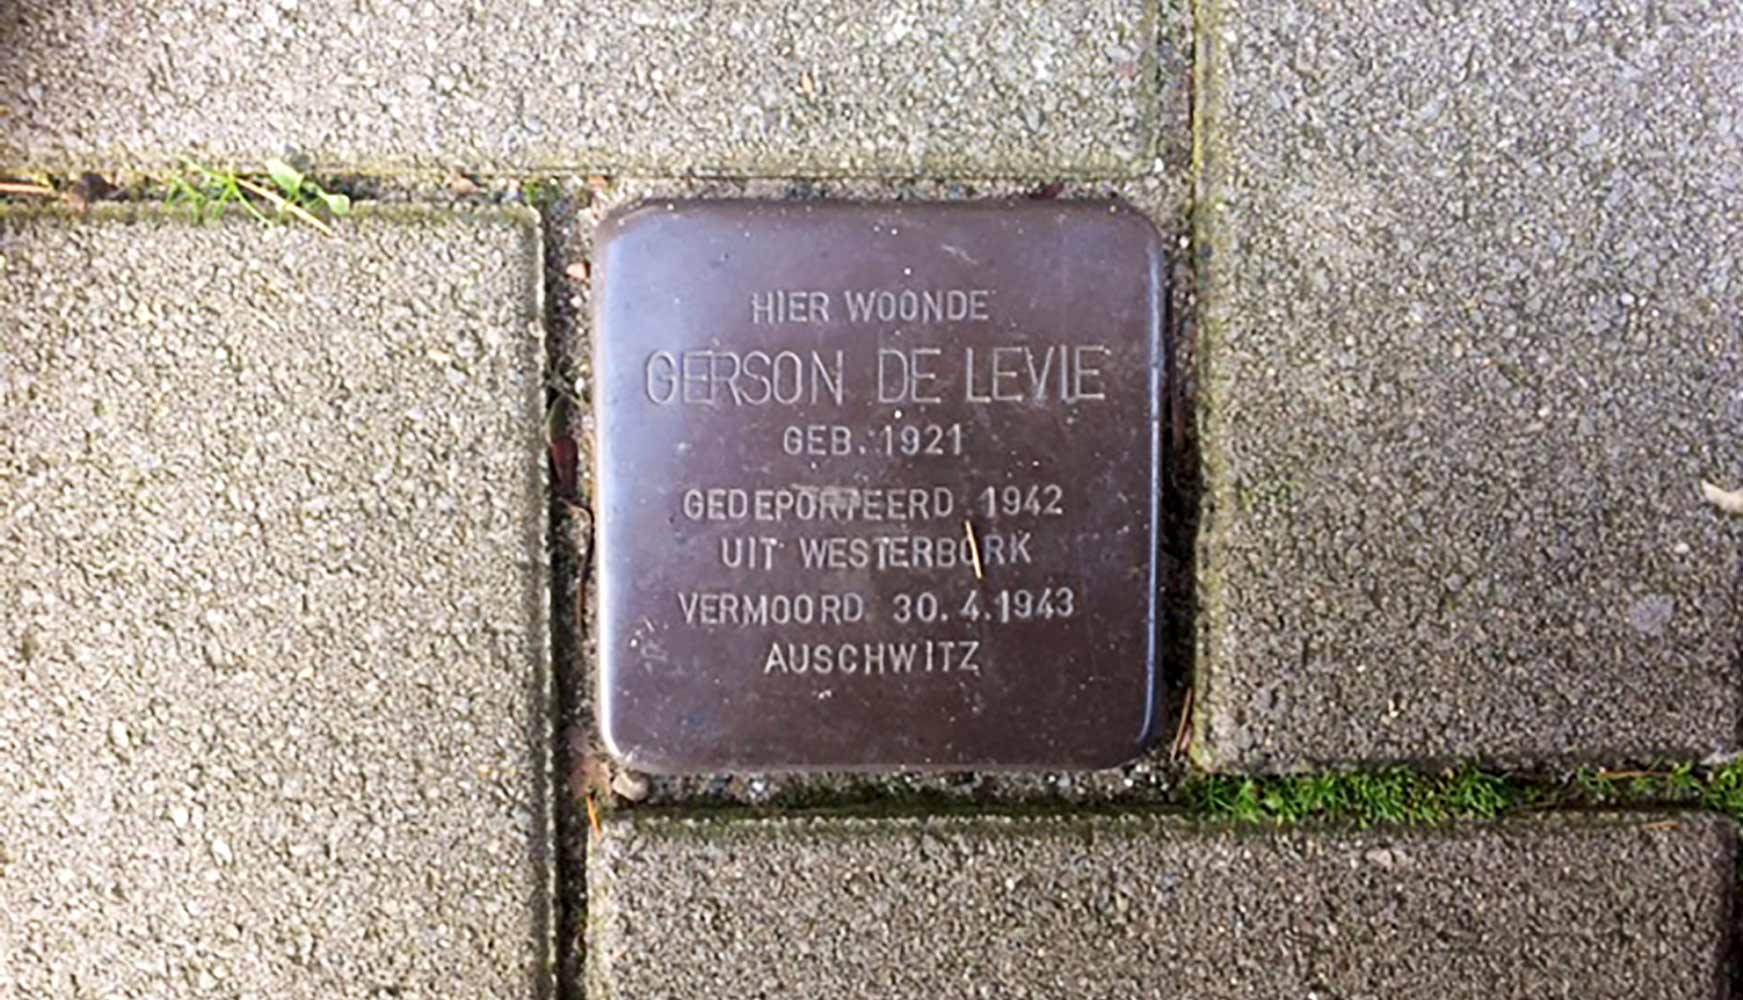 HIER WOONDE
GERSON DE LEVIE
GEB. 1921
GEDEPORTEERD 1942
UIT WESTERBORK
VERMOORD 30.4.1943
AUSCHWITZ